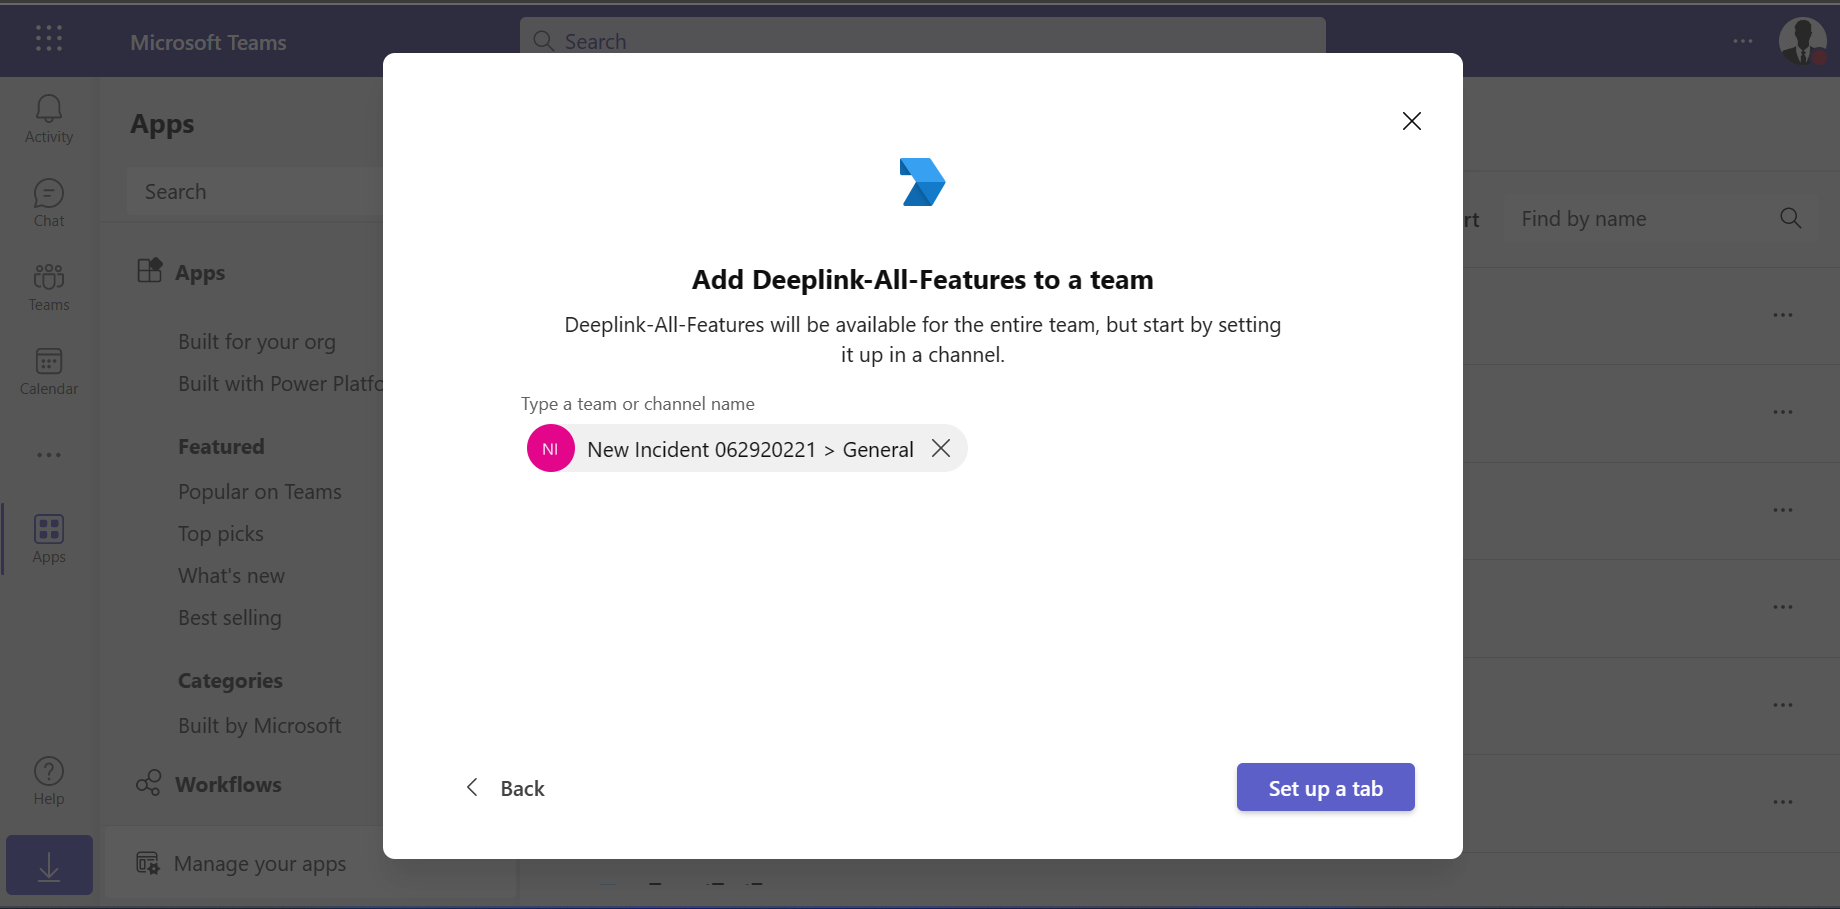 Microsoft Teams
Search
Activity
Chat
Teams
Calendar
Apps
Help
Apps
Search
Apps
Built for your org
Built with Power Platfo
Featured
Popular on Teams
Top picks
What's new
Best selling
Categories
Built by Microsoft
Workflows
Manage your apps
rt
Find by name
Add Deeplink-All-Features to a team
Deeplink-All-Features will be available for the entire team, but start by setting
it up in a channel.
Type a team or channel name
NI New Incident 062920221 > General
Back
Set up a tab